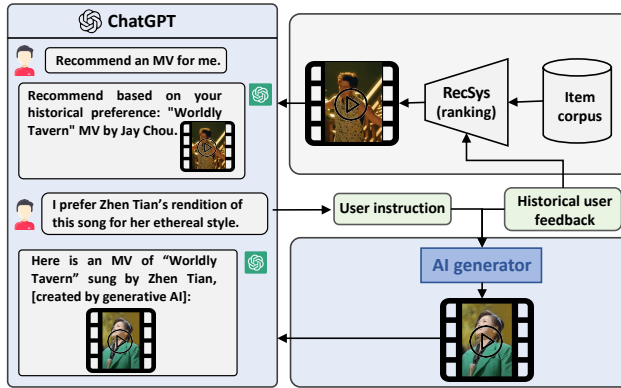 ChatGPT
Recommend an MV for me.
Recommend based on your
historical preference: "Worldly
Tavern" MV by Jay Chou.
I prefer Zhen Tian's rendition
of this song for her ethereal style.
Here is an MV of “Worldly
Tavern” sung by Zhen Tian,
[created by generative AI]:
RecSys
(ranking)
Item
corpus
User instruction
Historical user
feedback
AI generator